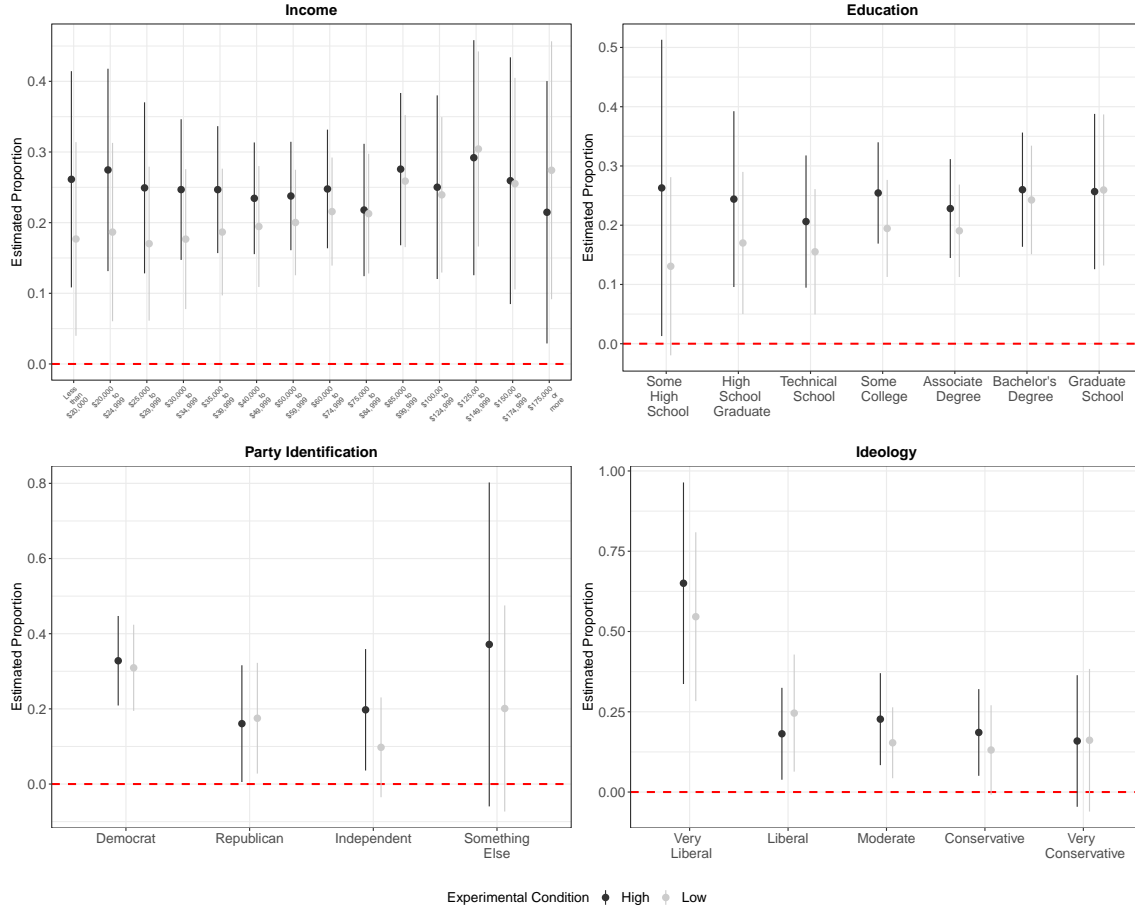 Income
Estimated Proportion
0.4
0.3
0.2
0.1
0.0
Less
than
$20,000
$20,000
to
$24,999
$25,000
to
$29,999
$30,000
to
$34,999
$35,000
to
$39,999
$40,000
to
$49,999
$50,000
to
$59,999
$60,000
to
$74,999
$75,000
to
$84,999
$85,000
to
$99,999
$100,00
to
$124,999
$125,00
to
$149,999
$150,00
to
$174,999
$175,000
or
more
Education
Estimated Proportion
0.5
0.4
0.3
0.2
0.1
0.0
Some
High
School
High
School
Graduate
Technical
School
Some
College
Associate
Degree
Bachelor's
Degree
Graduate
School
Party Identification
Estimated Proportion
0.8
0.6
0.4
0.2
0.0
Democrat
Republican
Independent
Something
Else
Ideology
Estimated Proportion
1.00
0.75
0.50
0.25
0.00
Very
Liberal
Liberal
Moderate
Conservative
Very
Conservative
Experimental Condition High Low